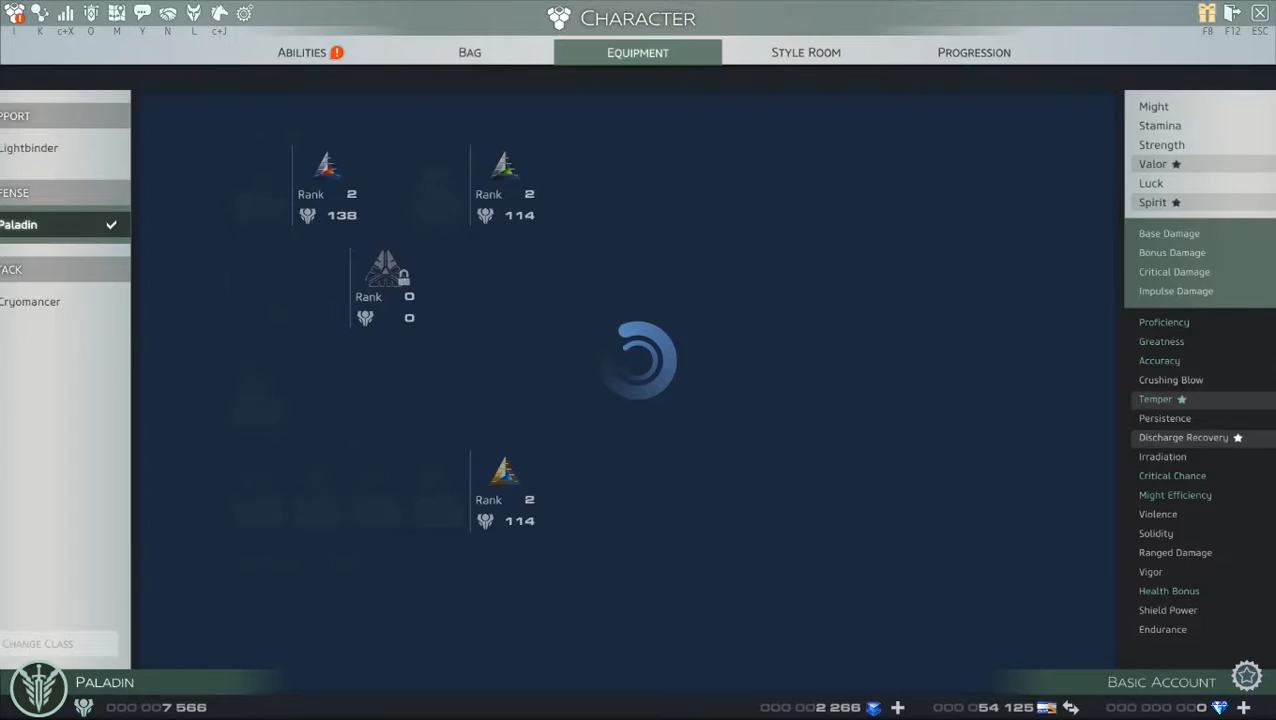 I K c+X O M Y N L c+J
CHARACTER
F8 F12 ESC
ABILITIES !
BAG
EQUIPMENT
STYLE ROOM
PROGRESSION
PPORT
Lightbinder
FENSE
Paladin
TACK
Cryomancer
CHANGE CLASS
Rank 2
138
Rank 2
114
Rank 0
0
Rank 2
114
Might
Stamina
Strength
Valor
Luck
Spirit
Base Damage
Bonus Damage
Critical Damage
Impulse Damage
Proficiency
Greatness
Accuracy
Crushing Blow
Temper
Persistence
Discharge Recovery
Irradiation
Critical Chance
Might Efficiency
Violence
Solidity
Ranged Damage
Vigor
Health Bonus
Shield Power
Endurance
PALADIN
BASIC ACCOUNT
000 007 566
000 002 266
000 054 125
000 000 000